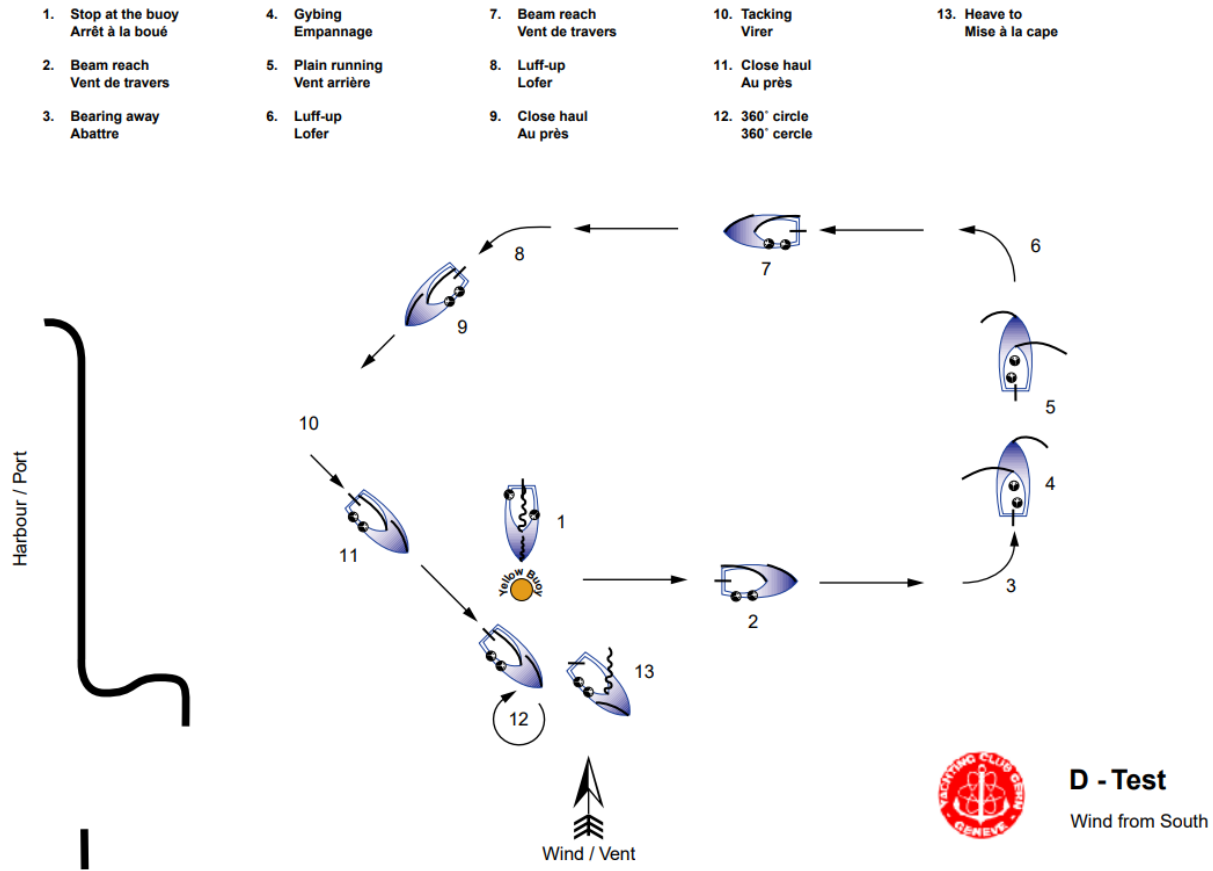 1. Stop at the buoy
Arrêt à la boué
2. Beam reach
Vent de travers
3. Bearing away
Abattre
4. Gybing
Empannage
5. Plain running
Vent arrière
6. Luff-up
Lofer
7. Beam reach
Vent de travers
8. Luff-up
Lofer
9. Close haul
Au près
10. Tacking
Virer
11. Close haul
Au près
12. 360° circle
360° cercle
13. Heave to
Mise à la cape
8
7
6
9
5
10
4
Harbour / Port
1
11
Yellow Buoy
3
2
13
12
Wind / Vent
YACHTING CLUB CERN
- GENEVE -
D - Test
Wind from South